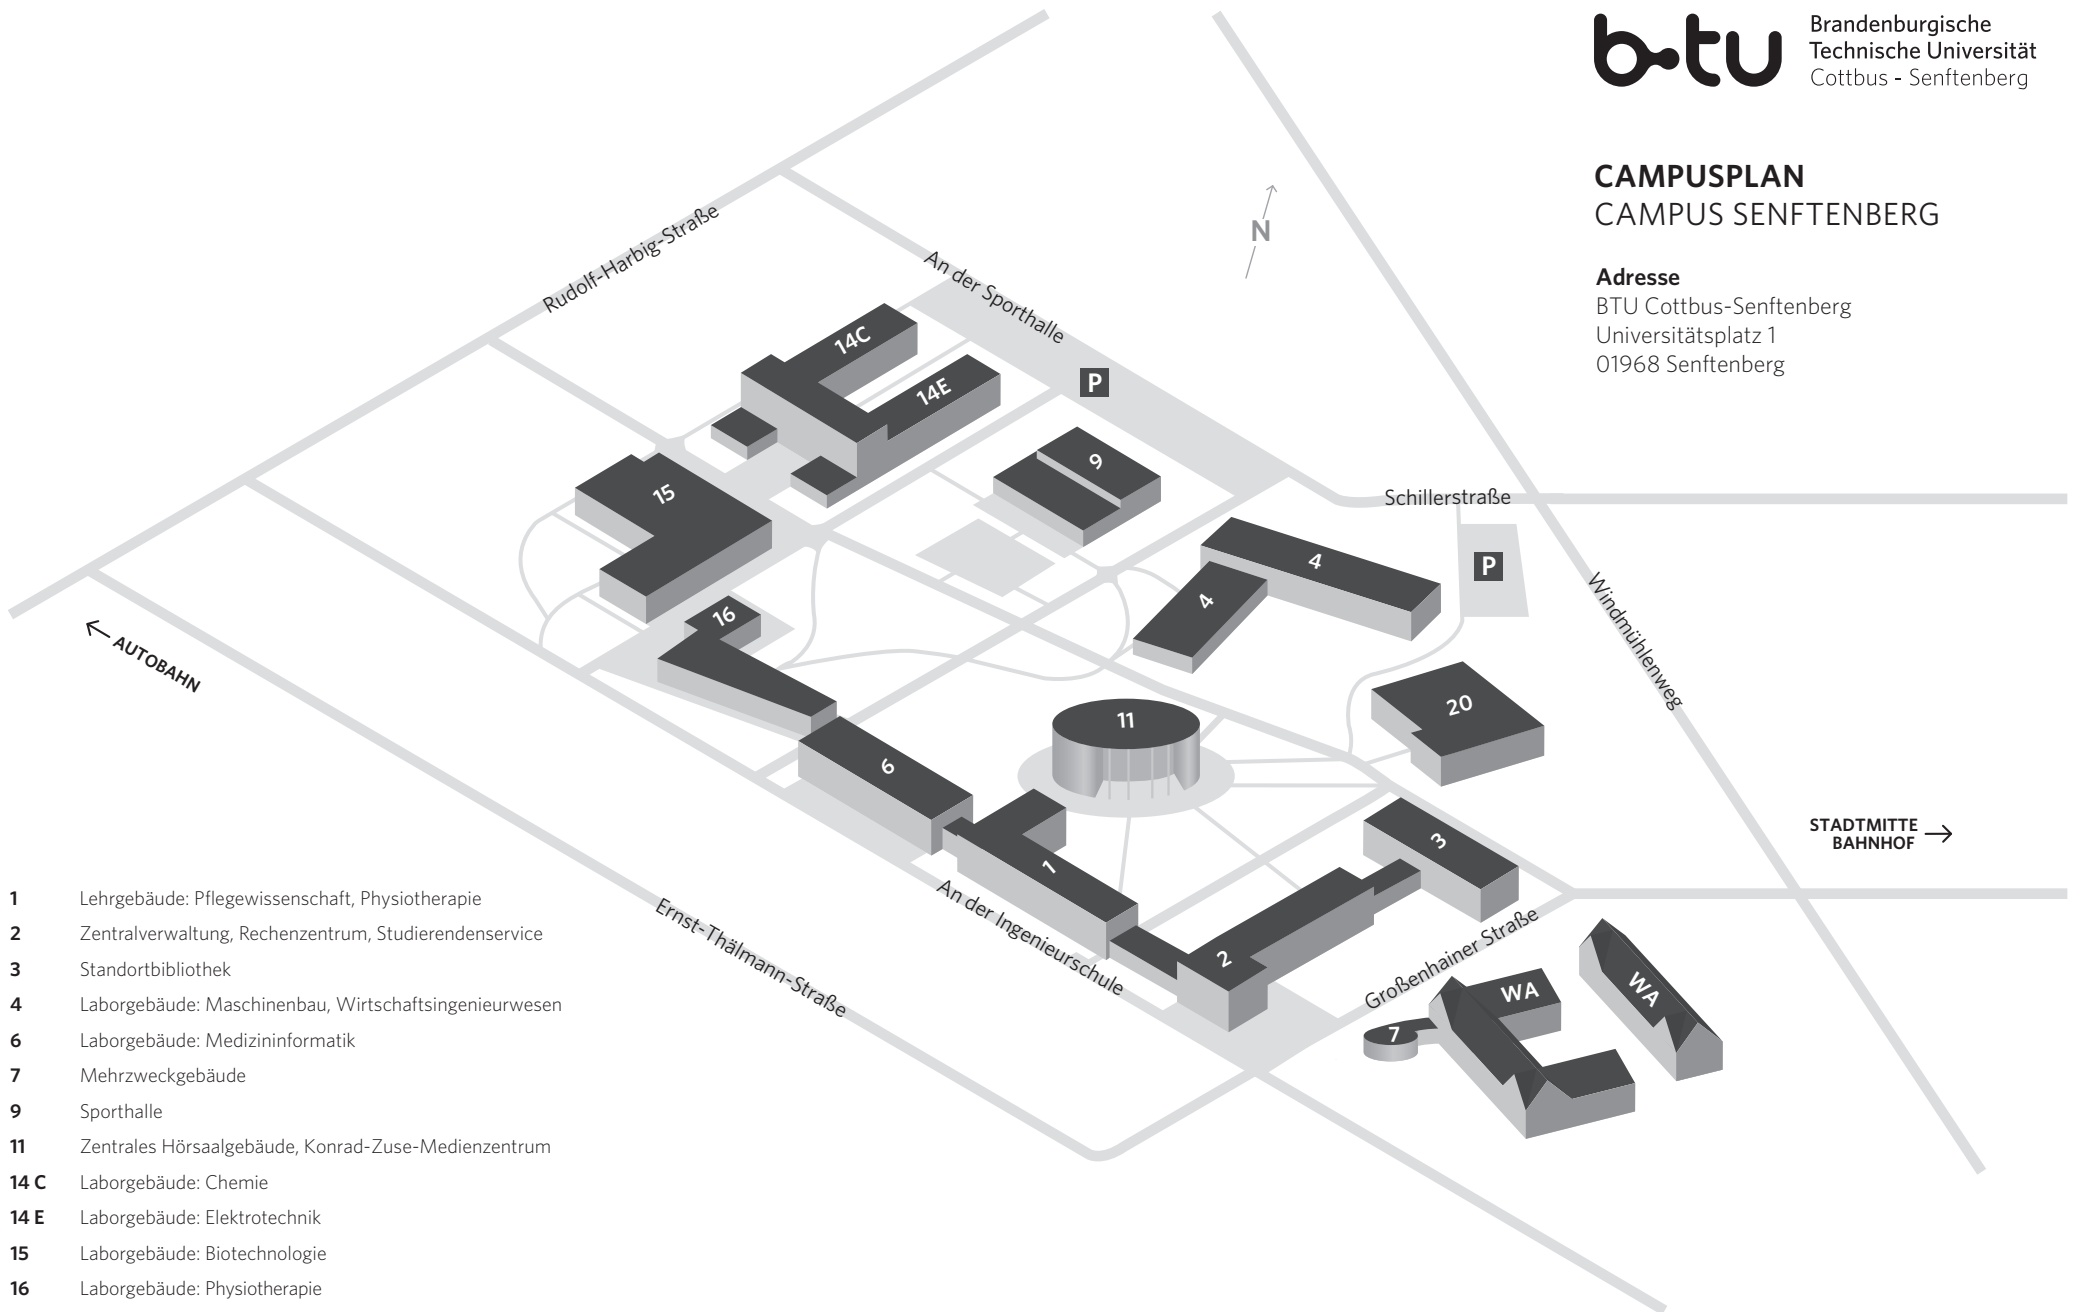 btu
Brandenburgische
Technische Universität
Cottbus - Senftenberg
CAMPUSPLAN
CAMPUS SENFTENBERG
Adresse
BTU Cottbus-Senftenberg
Universitätsplatz 1
01968 Senftenberg
Rudolf-Harbig-Straße
An der Sporthalle
N
14C
14E
P
9
15
Schillerstraße
4
P
4
16
Windmühlenweg
AUTOBAHN
20
11
6
STADTMITTE
BAHNHOF
3
1
An der Ingenieurschule
Ernst-Thälmann-Straße
2
Großenhainer Straße
WA
WA
7
1 Lehrgebäude: Pflegewissenschaft, Physiotherapie
2 Zentralverwaltung, Rechenzentrum, Studierendenservice
3 Standortbibliothek
4 Laborgebäude: Maschinenbau, Wirtschaftsingenieurwesen
6 Laborgebäude: Medizininformatik
7 Mehrzweckgebäude
9 Sporthalle
11 Zentrales Hörsaalgebäude, Konrad-Zuse-Medienzentrum
14 C Laborgebäude: Chemie
14 E Laborgebäude: Elektrotechnik
15 Laborgebäude: Biotechnologie
16 Laborgebäude: Physiotherapie